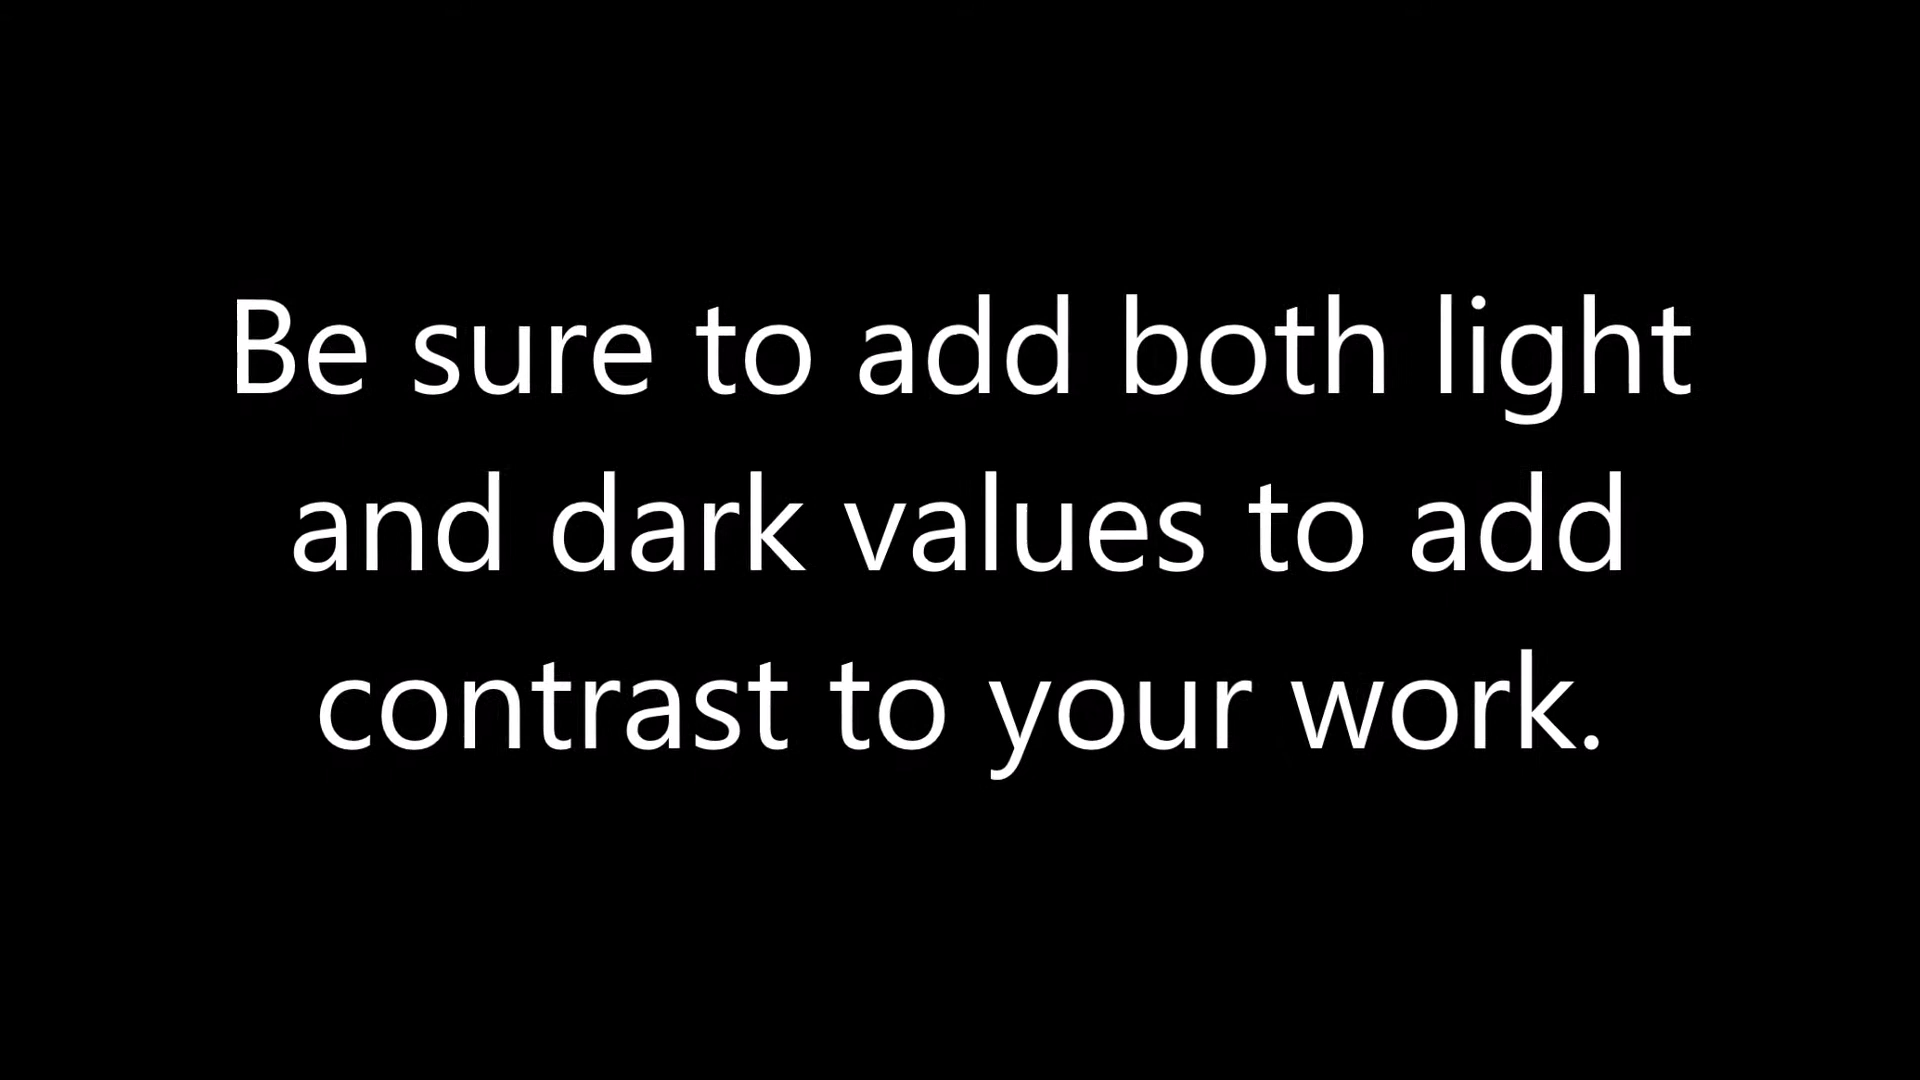 Be sure to add both light
and dark values to add
contrast to your work.